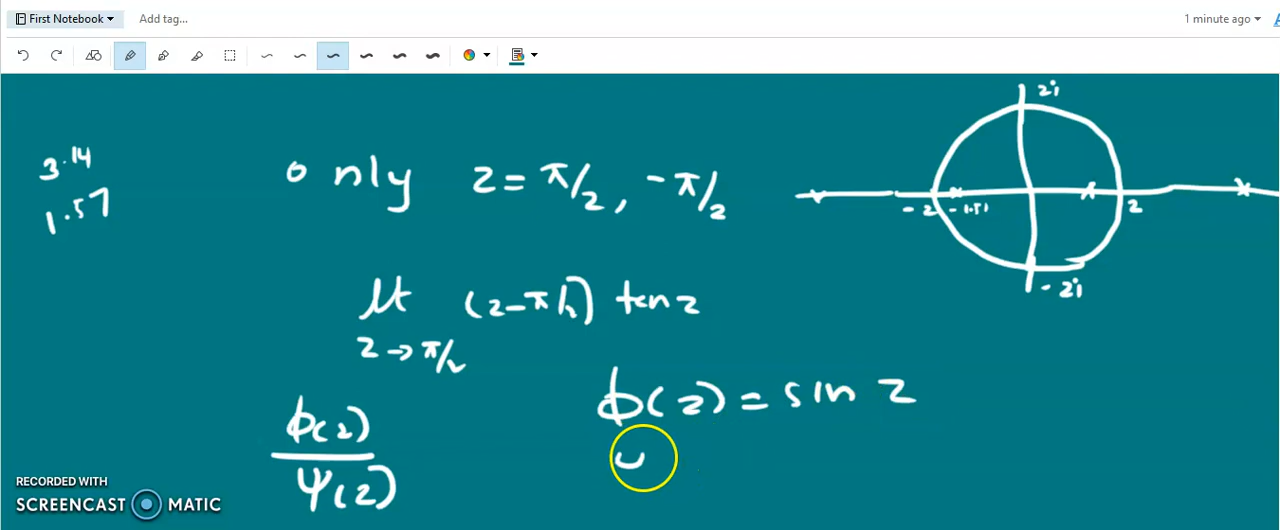 First Notebook
Add tag...
1 minute ago
3.14
1.57
only z = π/2, -π/2
2i
-2
-1.57
2
-2i
lt (z-π/2) tan z
z→π/2
φ(z) = sin z
φ(z)
ψ(z)
RECORDED WITH
SCREENCAST MATIC